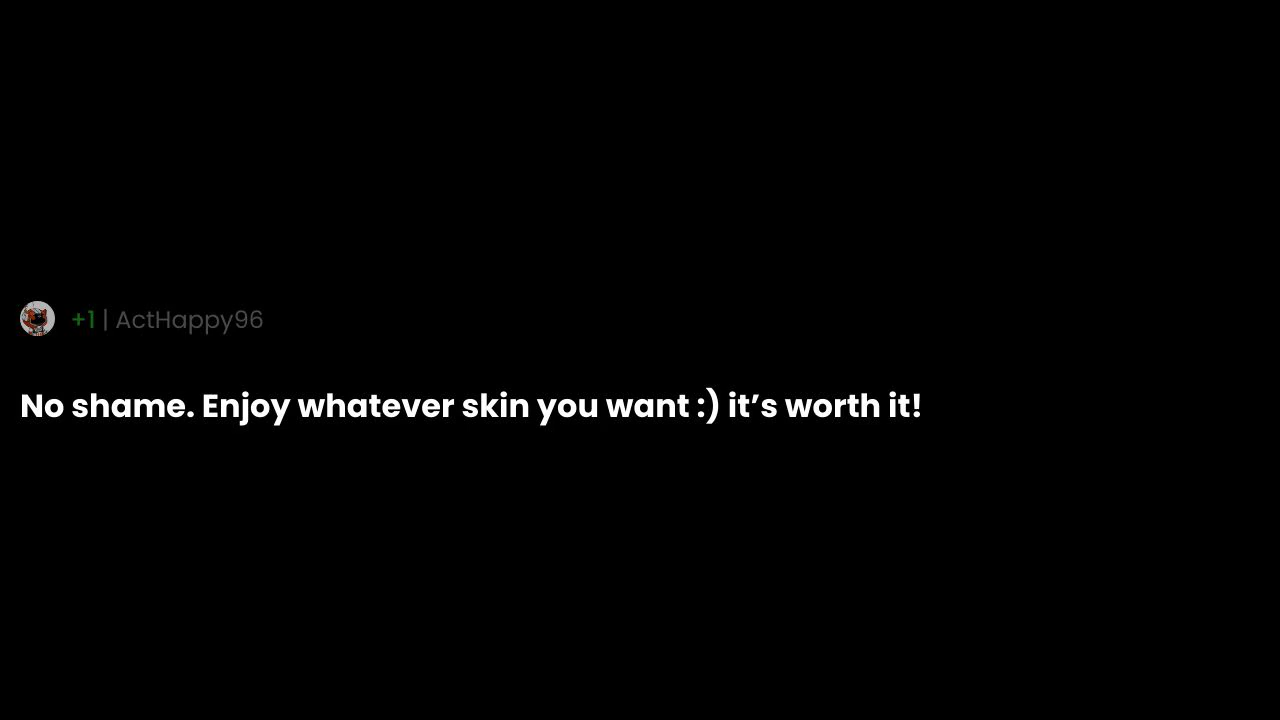 +1 | ActHappy96
No shame. Enjoy whatever skin you want :) it’s worth it!